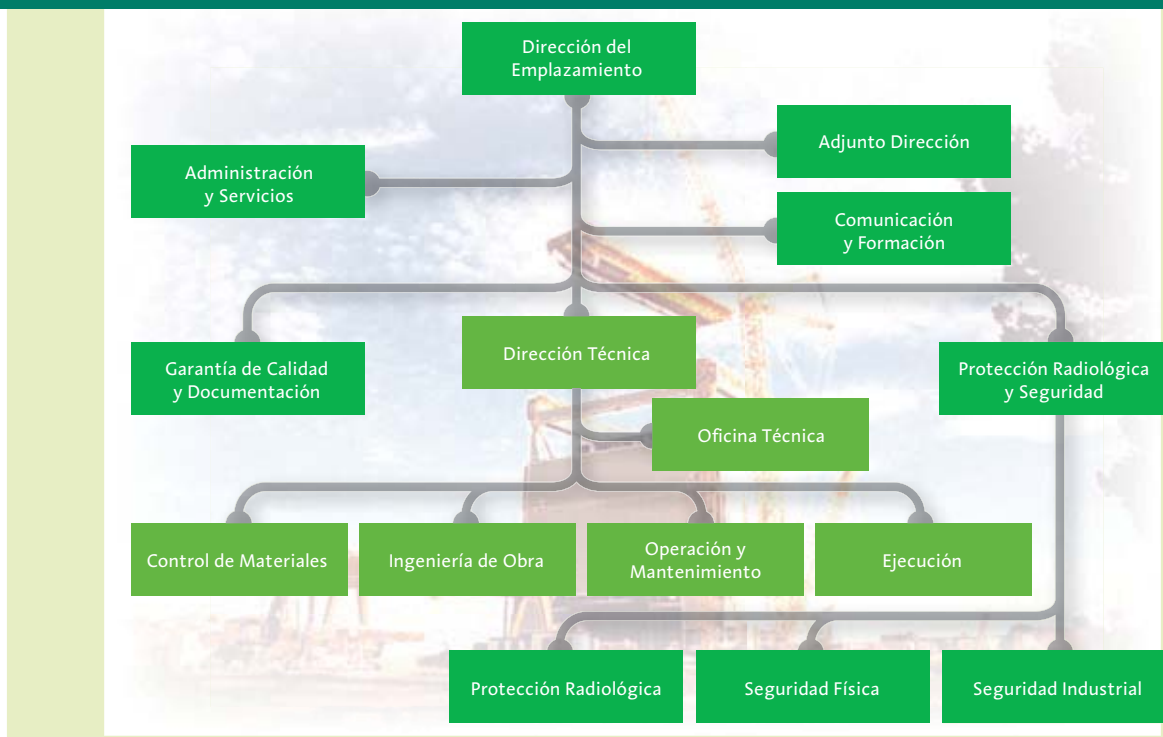 Dirección del
Emplazamiento
Adjunto Dirección
Administración
y Servicios
Comunicación
y Formación
Dirección Técnica
Garantía de Calidad
y Documentación
Protección Radiológica
y Seguridad
Oficina Técnica
Control de Materiales
Ingeniería de Obra
Operación y
Mantenimiento
Ejecución
Protección Radiológica
Seguridad Física
Seguridad Industrial